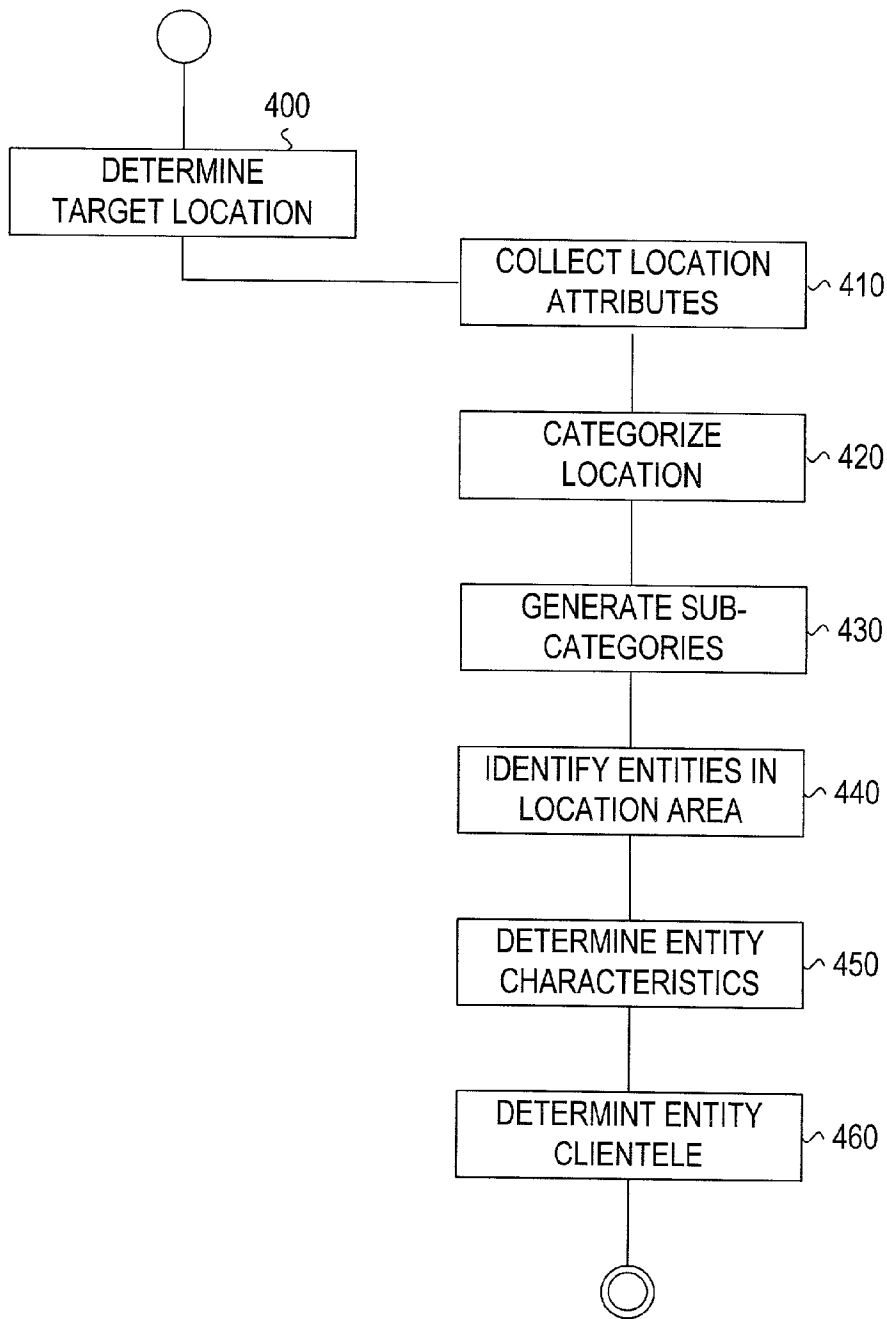 400
DETERMINE
TARGET LOCATION
COLLECT LOCATION
ATTRIBUTES
410
CATEGORIZE
LOCATION
420
GENERATE SUB-
CATEGORIES
430
IDENTIFY ENTITIES IN
LOCATION AREA
440
DETERMINE ENTITY
CHARACTERISTICS
450
DETERMINT ENTITY
CLIENTELE
460